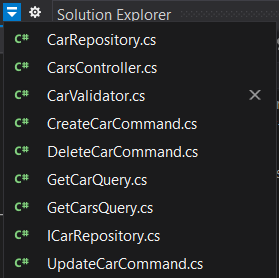 Solution Explorer
C# CarRepository.cs
C# CarsController.cs
C# CarValidator.cs
C# CreateCarCommand.cs
C# DeleteCarCommand.cs
C# GetCarQuery.cs
C# GetCarsQuery.cs
C# ICarRepository.cs
C# UpdateCarCommand.cs